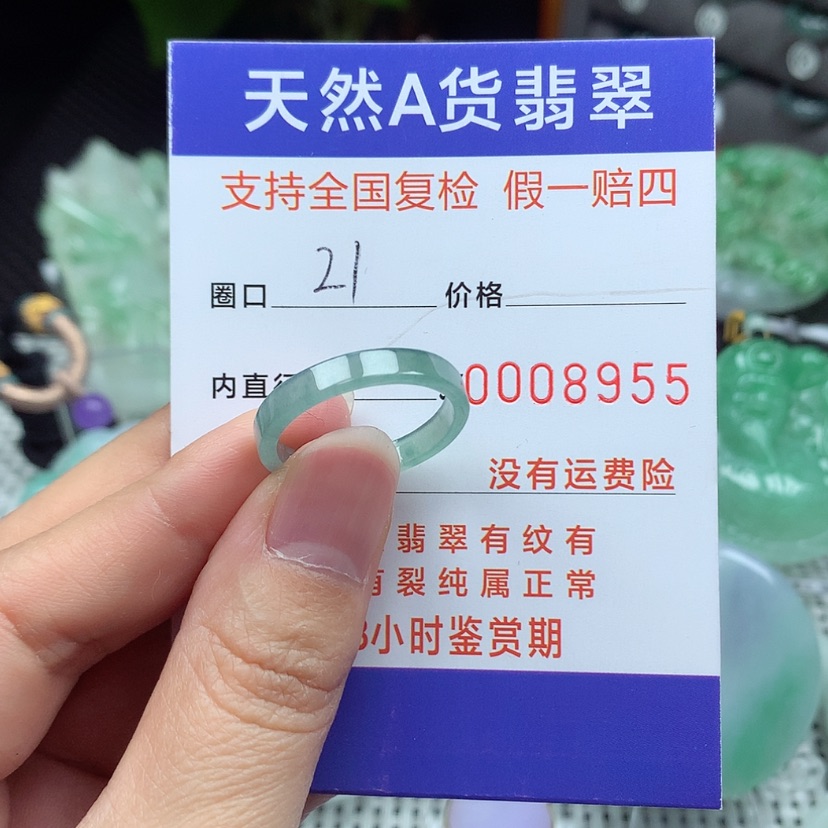 天然A货翡翠
支持全国复检 假一赔四
圈口 21 价格
内直 0008955
没有运费险
翡翠有纹有
裂纯属正常
小时鉴赏期